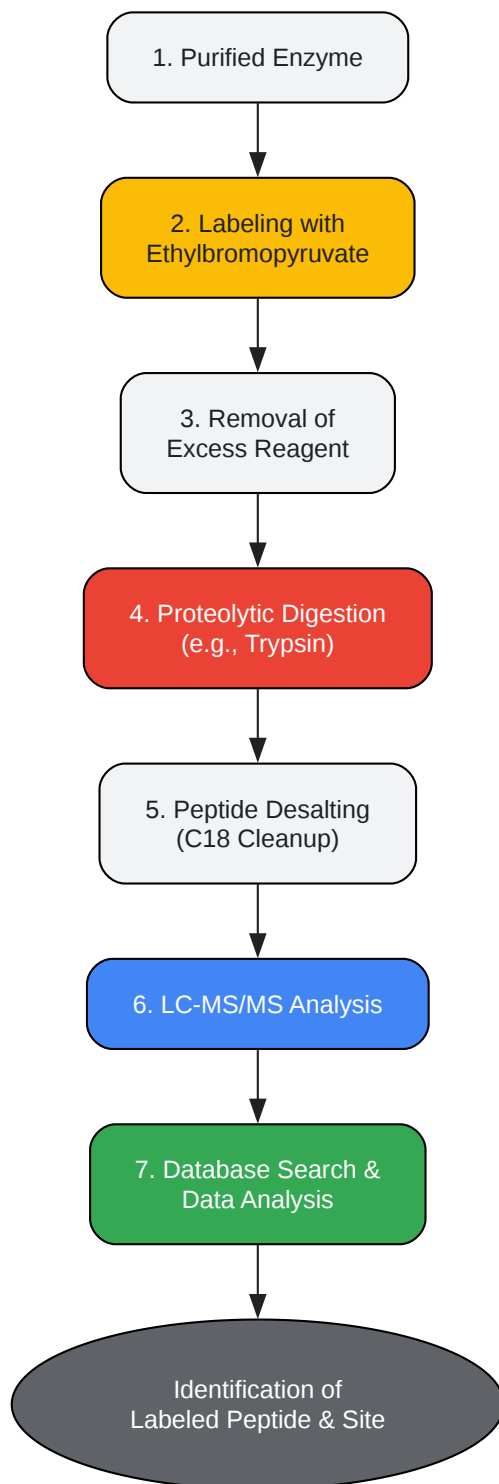 1. Purified Enzyme
2. Labeling with
Ethylbromopyruvate
3. Removal of
Excess Reagent
4. Proteolytic Digestion
(e.g., Trypsin)
5. Peptide Desalting
(C18 Cleanup)
6. LC-MS/MS Analysis
7. Database Search &
Data Analysis
Identification of
Labeled Peptide & Site